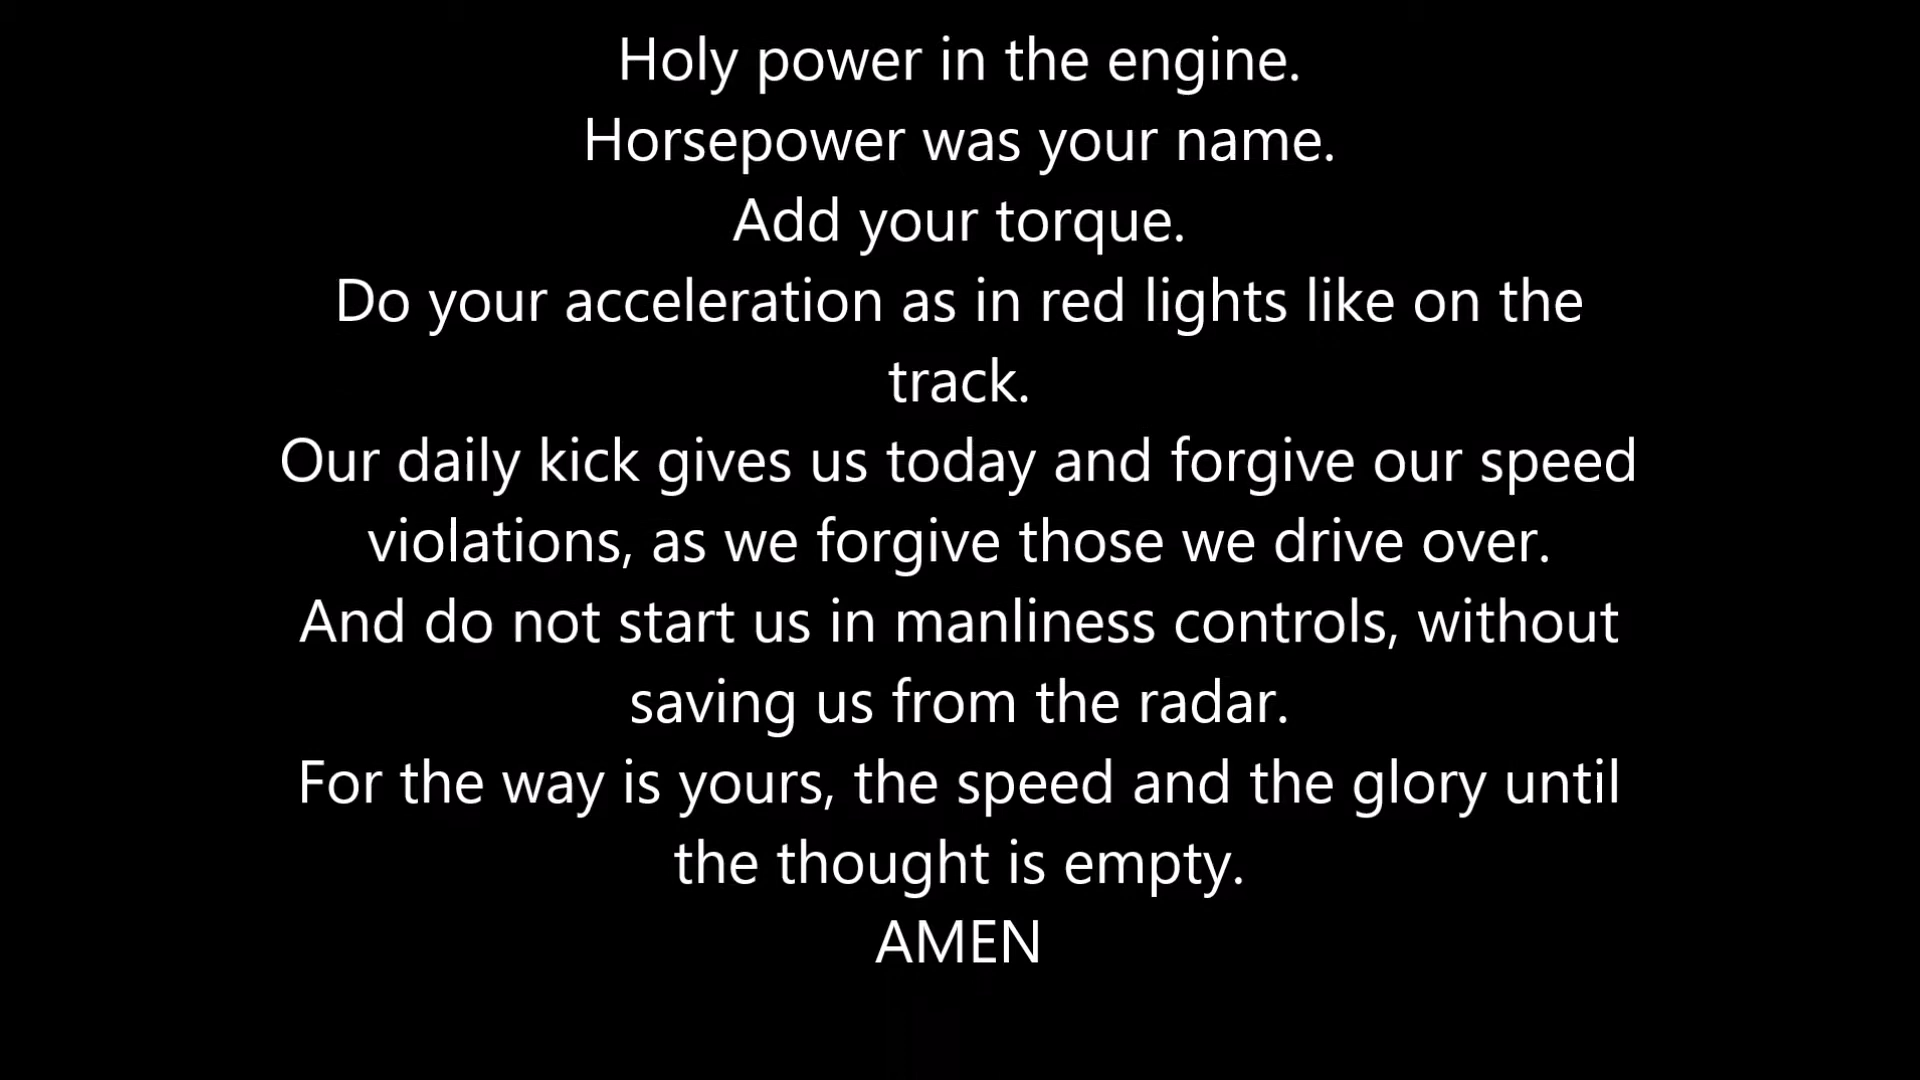 Holy power in the engine.
Horsepower was your name.
Add your torque.
Do your acceleration as in red lights like on the
track.
Our daily kick gives us today and forgive our speed
violations, as we forgive those we drive over.
And do not start us in manliness controls, without
saving us from the radar.
For the way is yours, the speed and the glory until
the thought is empty.
AMEN